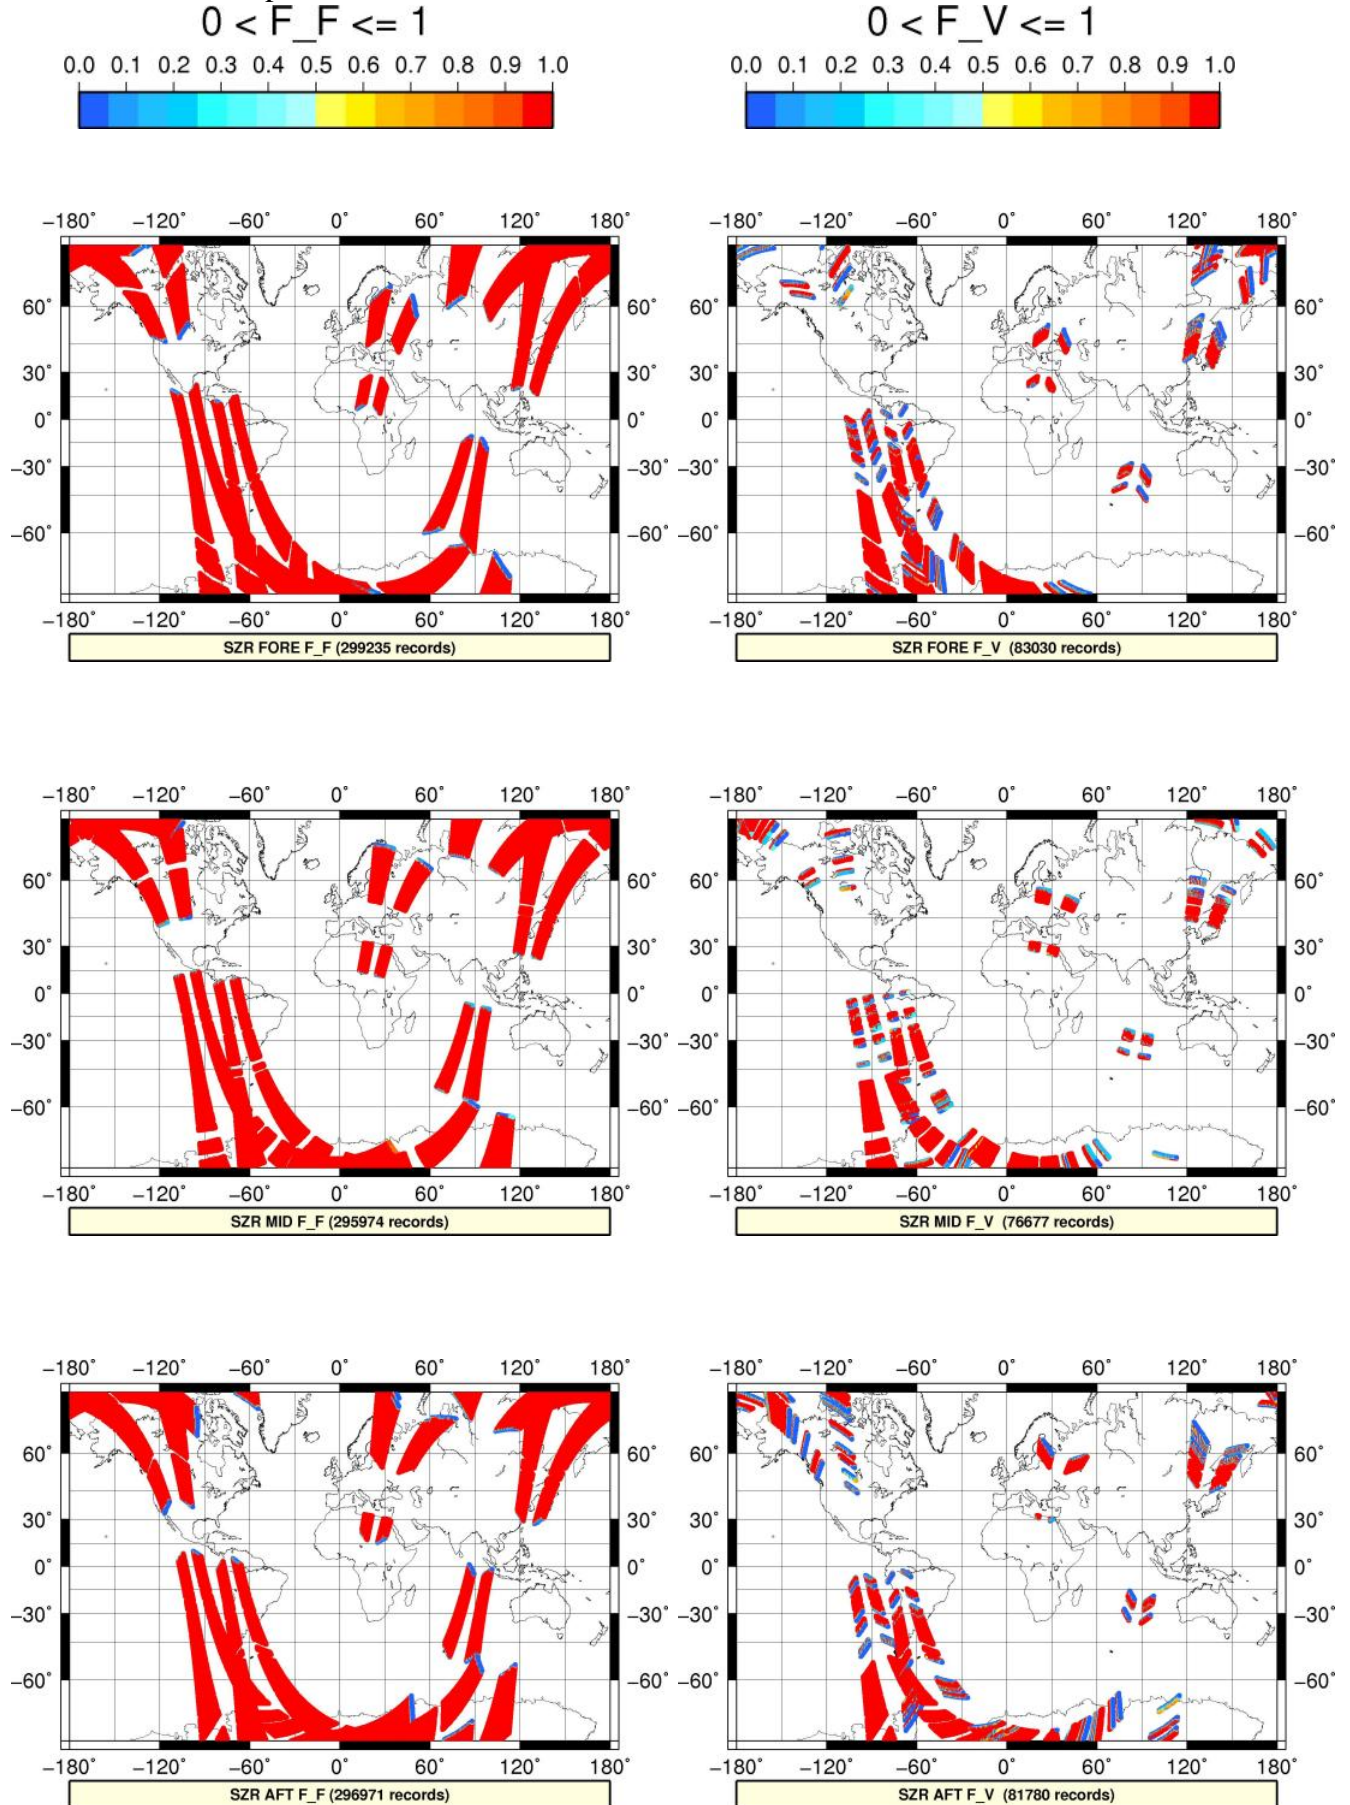 0 < F_F <= 1
0 < F_V <= 1
0.0 0.1 0.2 0.3 0.4 0.5 0.6 0.7 0.8 0.9 1.0
0.0 0.1 0.2 0.3 0.4 0.5 0.6 0.7 0.8 0.9 1.0
−180° −120° −60° 0° 60° 120° 180°
−180° −120° −60° 0° 60° 120° 180°
60° 60° 60° 60°
30° 30° 30° 30°
0° 0° 0° 0°
−30° −30° −30° −30°
−60° −60° −60° −60°
−180° −120° −60° 0° 60° 120° 180°
−180° −120° −60° 0° 60° 120° 180°
SZR FORE F_F (299235 records)
SZR FORE F_V (83030 records)
−180° −120° −60° 0° 60° 120° 180°
−180° −120° −60° 0° 60° 120° 180°
60° 60° 60° 60°
30° 30° 30° 30°
0° 0° 0° 0°
−30° −30° −30° −30°
−60° −60° −60° −60°
−180° −120° −60° 0° 60° 120° 180°
−180° −120° −60° 0° 60° 120° 180°
SZR MID F_F (295974 records)
SZR MID F_V (76677 records)
−180° −120° −60° 0° 60° 120° 180°
−180° −120° −60° 0° 60° 120° 180°
60° 60° 60° 60°
30° 30° 30° 30°
0° 0° 0° 0°
−30° −30° −30° −30°
−60° −60° −60° −60°
−180° −120° −60° 0° 60° 120° 180°
−180° −120° −60° 0° 60° 120° 180°
SZR AFT F_F (296971 records)
SZR AFT F_V (81780 records)